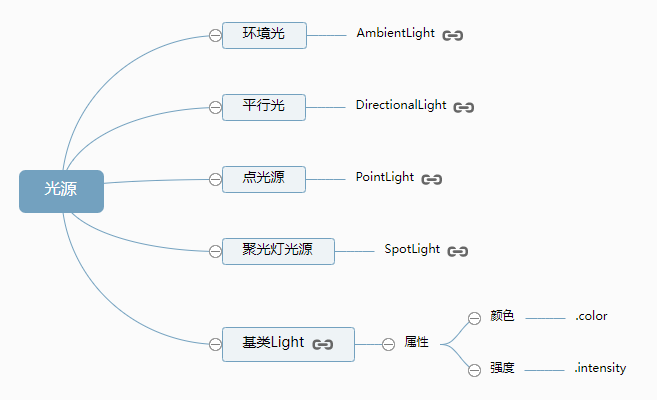 环境光
AmbientLight
平行光
DirectionalLight
点光源
PointLight
光源
聚光灯光源
SpotLight
基类Light
属性
颜色
.color
强度
.intensity